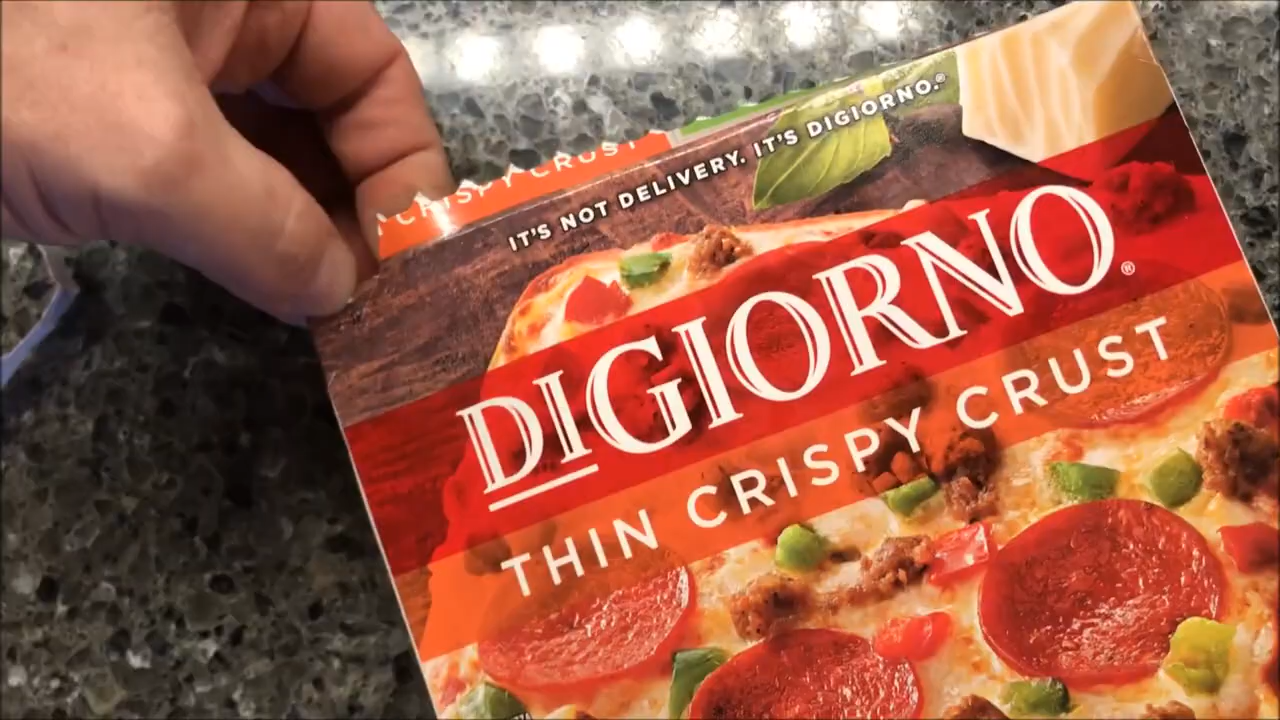 CRISPY CRUST
IT'S NOT DELIVERY. IT'S DIGIORNO.®
DIGIORNO®
THIN CRISPY CRUST